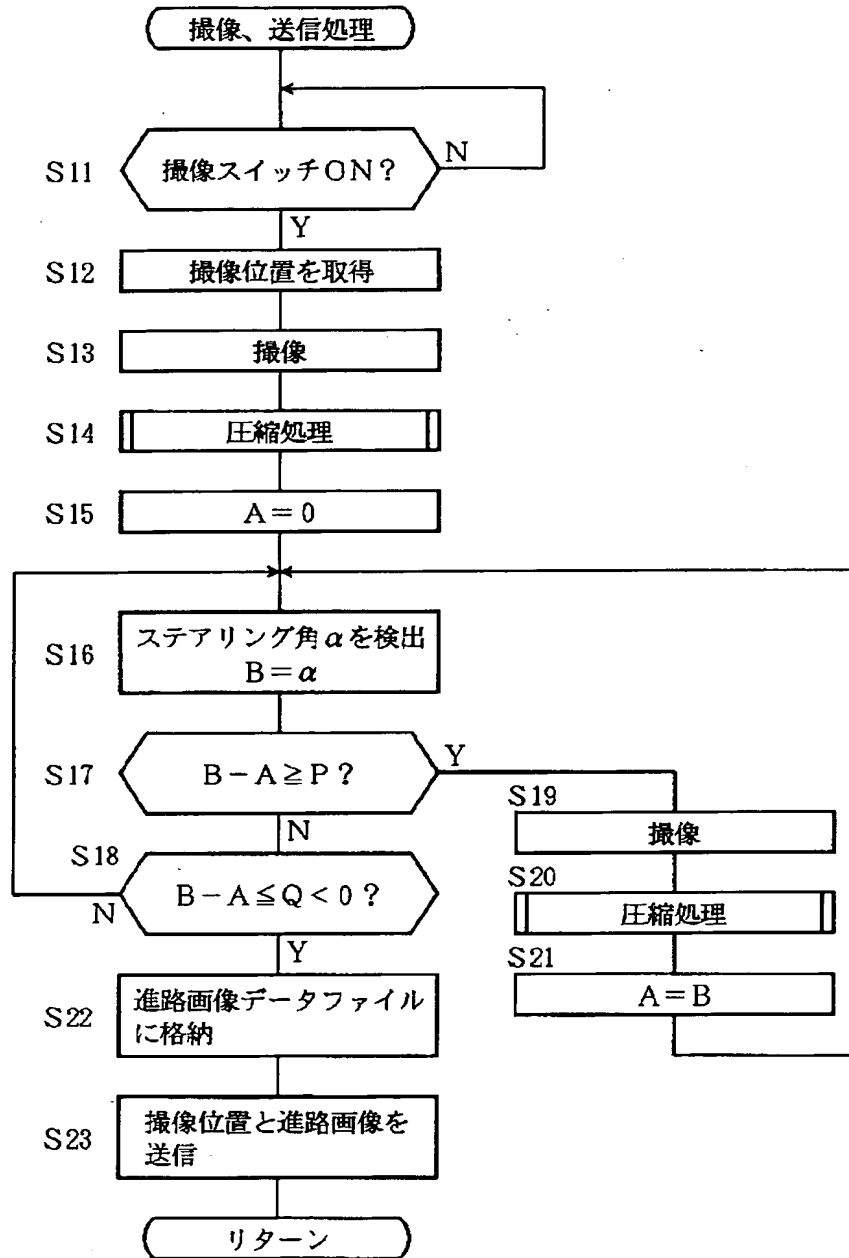 撮像、送信処理
S11
撮像スイッチON?
N
Y
S12
撮像位置を取得
S13
撮像
S14
圧縮処理
S15
A=0
S16
ステアリング角αを検出
B=α
S17
B-A≧P?
Y
N
S18
B-A≦Q<0?
N
Y
S19
撮像
S20
圧縮処理
S21
A=B
S22
進路画像データファイル
に格納
S23
撮像位置と進路画像を
送信
リターン